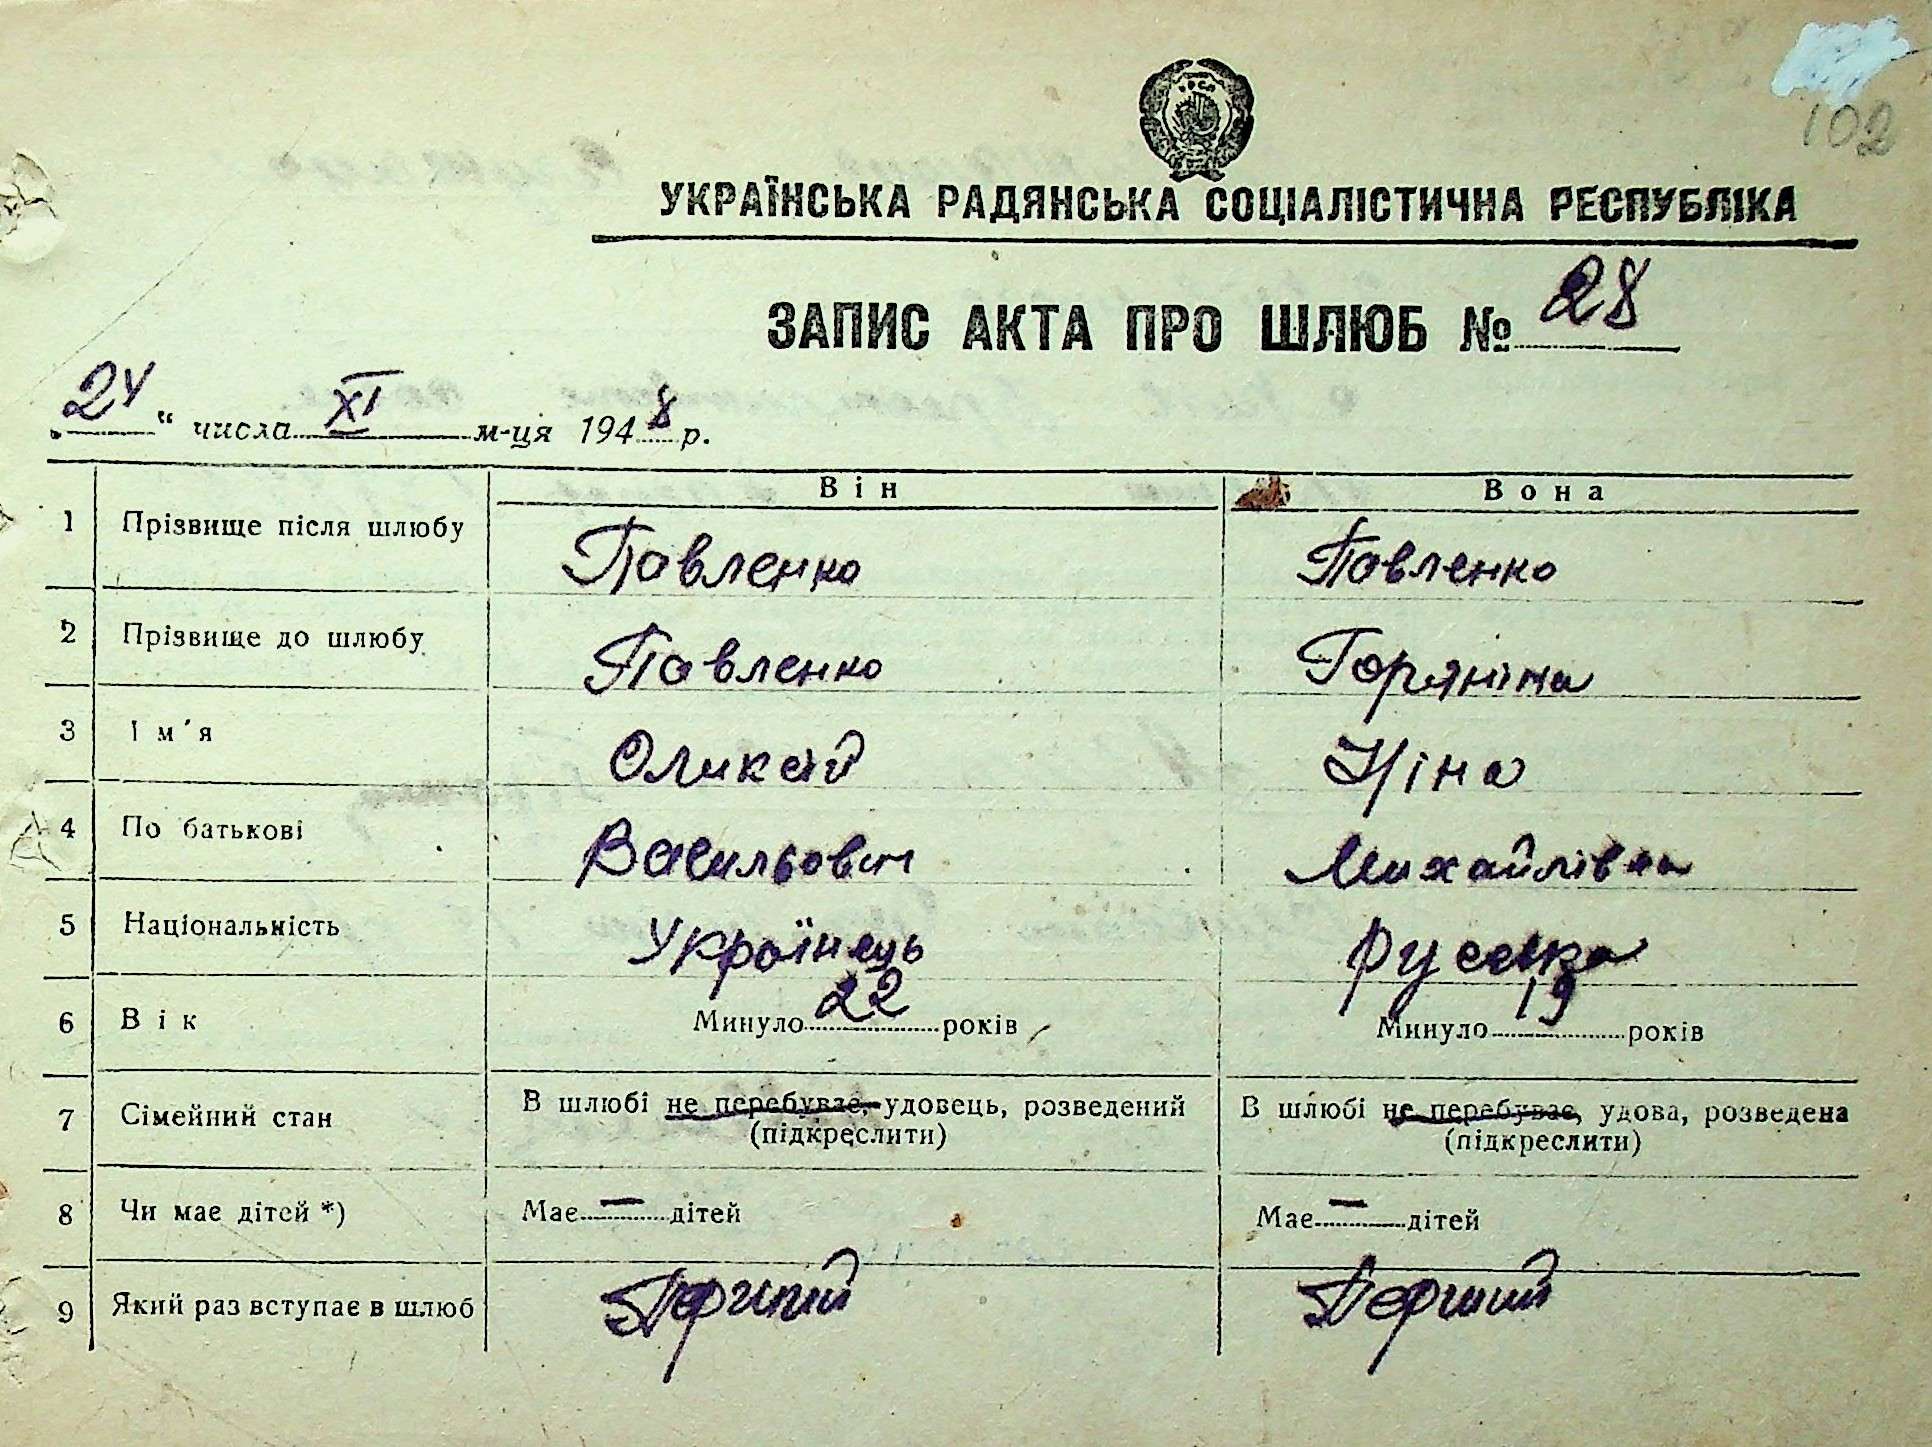 102
УКРАЇНСЬКА РАДЯНСЬКА СОЦІАЛІСТИЧНА РЕСПУБЛІКА
ЗАПИС АКТА ПРО ШЛЮБ № 28
„24“ числа XI м-ця 1948 р.
Він Вона
1 Прізвище після шлюбу Павленко Павленко
2 Прізвище до шлюбу Павленко Горяніна
3 Ім'я Оликсій Ніна
4 По батькові Васильович Михайлівна
5 Національність Українець Руська
6 Вік Минуло 22 років Минуло 19 років
7 Сімейний стан В шлюбі не перебуває, удовець, розведений В шлюбі не перебуває, удова, розведена
(підкреслити) (підкреслити)
8 Чи має дітей *) Має — дітей Має — дітей
9 Який раз вступає в шлюб Перший Перший